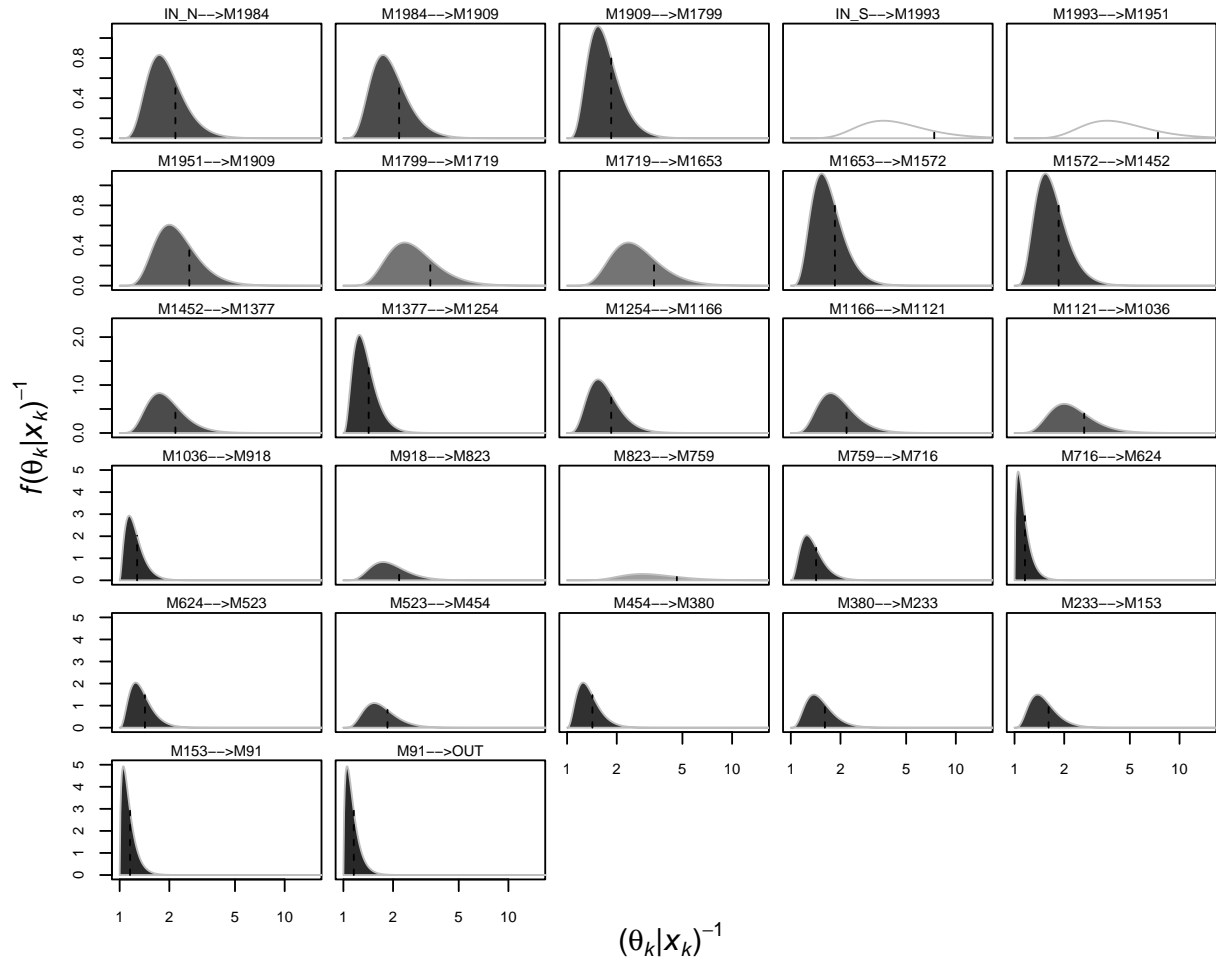 IN_N−−>M1984 M1984−−>M1909 M1909−−>M1799 IN_S−−>M1993 M1993−−>M1951
0.8
0.4
0.0
M1951−−>M1909 M1799−−>M1719 M1719−−>M1653 M1653−−>M1572 M1572−−>M1452
0.8
0.4
0.0
M1452−−>M1377 M1377−−>M1254 M1254−−>M1166 M1166−−>M1121 M1121−−>M1036
2.0
1.0
0.0
f(θk|xk)−1
M1036−−>M918 M918−−>M823 M823−−>M759 M759−−>M716 M716−−>M624
5
4
3
2
1
0
M624−−>M523 M523−−>M454 M454−−>M380 M380−−>M233 M233−−>M153
5
4
3
2
1
0
M153−−>M91 M91−−>OUT
1 2 5 10 1 2 5 10 1 2 5 10
5
4
3
2
1
0
1 2 5 10 1 2 5 10
(θk|xk)−1